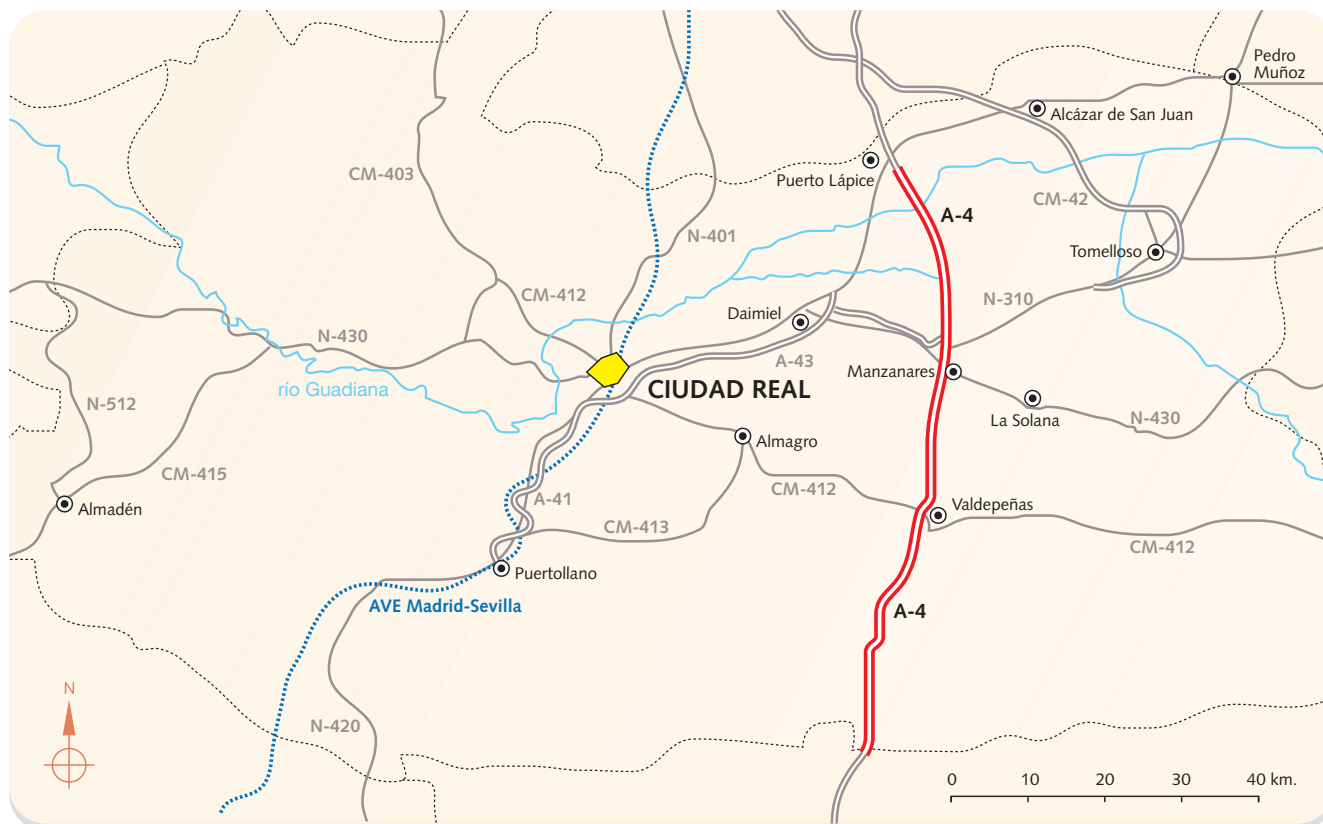 Pedro
Muñoz
Alcázar de San Juan
CM-403
Puerto Lápice
CM-42
A-4
N-401
Tomelloso
CM-412
N-310
Daimiel
N-430
A-43
Manzanares
río Guadiana
CIUDAD REAL
N-512
La Solana
N-430
Almagro
CM-415
CM-412
A-41
Almadén
Valdepeñas
CM-413
CM-412
Puertollano
AVE Madrid-Sevilla
A-4
N
N-420
0 10 20 30 40 km.